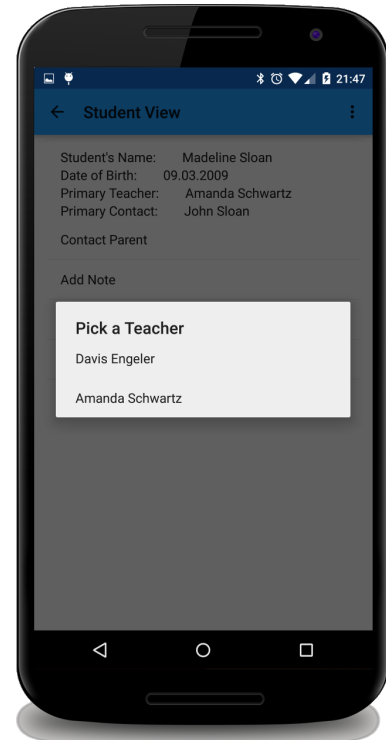 21:47
Student View
Student's Name: Madeline Sloan
Date of Birth: 09.03.2009
Primary Teacher: Amanda Schwartz
Primary Contact: John Sloan
Contact Parent
Add Note
Pick a Teacher
Davis Engeler
Amanda Schwartz